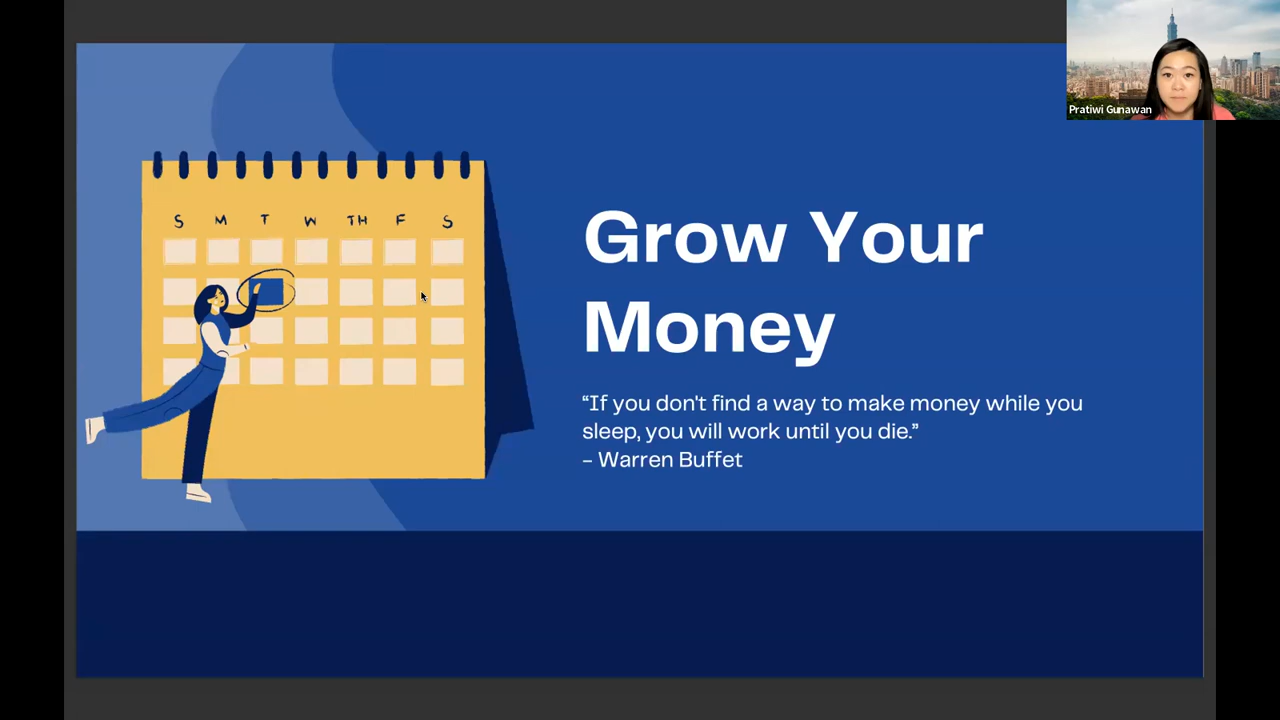 Pratiwi Gunawan
S M T W TH F S
Grow Your
Money
“If you don't find a way to make money while you
sleep, you will work until you die.”
– Warren Buffet